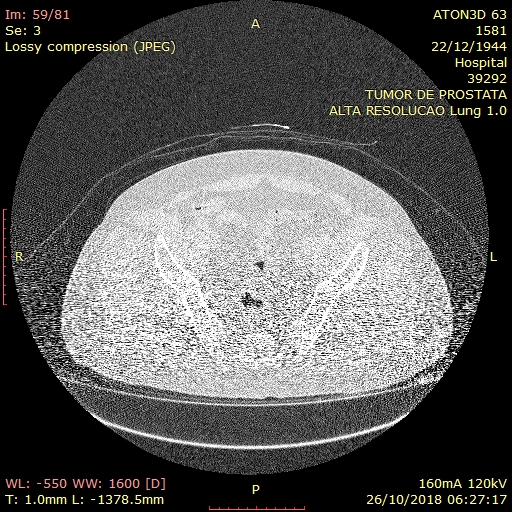 Im: 59/81
Se: 3
Lossy compression (JPEG)
A
ATON3D 63
1581
22/12/1944
Hospital
39292
TUMOR DE PROSTATA
ALTA RESOLUCAO Lung 1.0
R
L
WL: -550 WW: 1600 [D]
T: 1.0mm L: -1378.5mm
P
160mA 120kV
26/10/2018 06:27:17